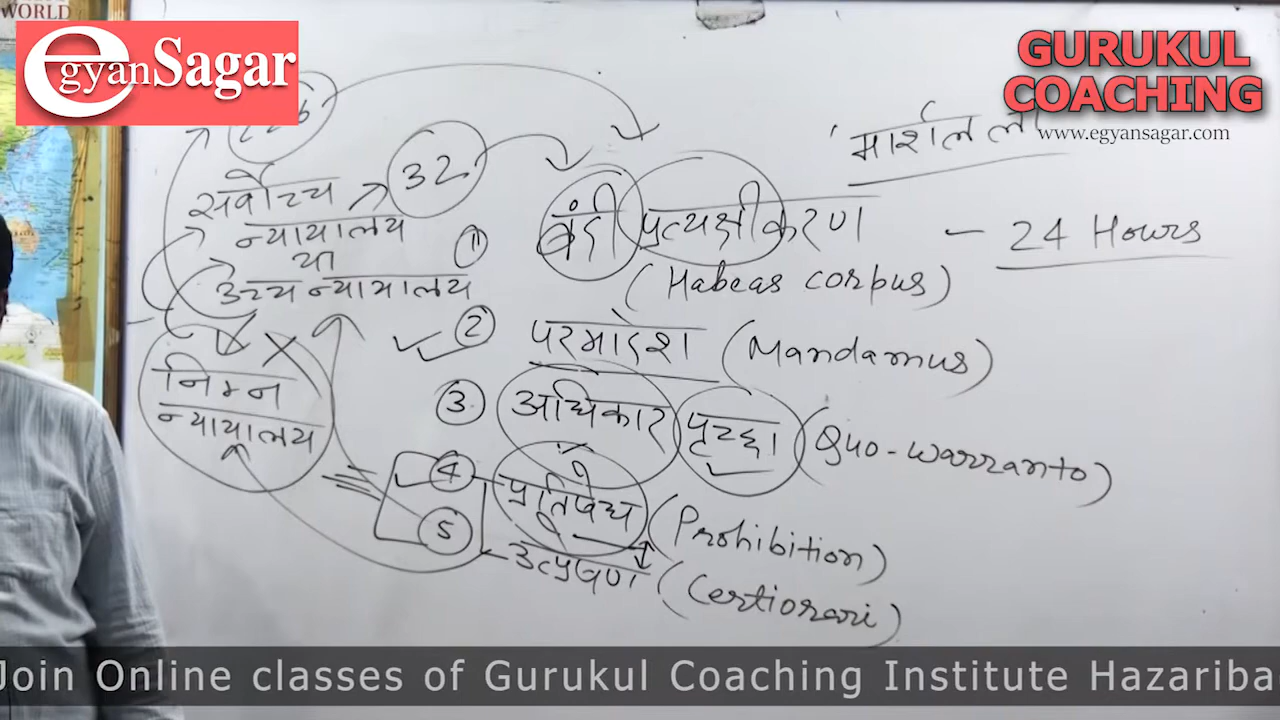 WORLD
egyanSagar
GURUKUL
COACHING
www.egyansagar.com
226
मार्शल ला
सर्वोच्च
न्यायालय
या
उच्च न्यायालय
32
निम्न
न्यायालय
① बंदी प्रत्यक्षीकरण - 24 Hours
(Habeas corpus)
② परमादेश (Mandamus)
③ अधिकार पृच्छा (Quo-warranto)
④ प्रतिषेध (Prohibition)
⑤ उत्प्रेषण (Certiorari)
Join Online classes of Gurukul Coaching Institute Hazariba